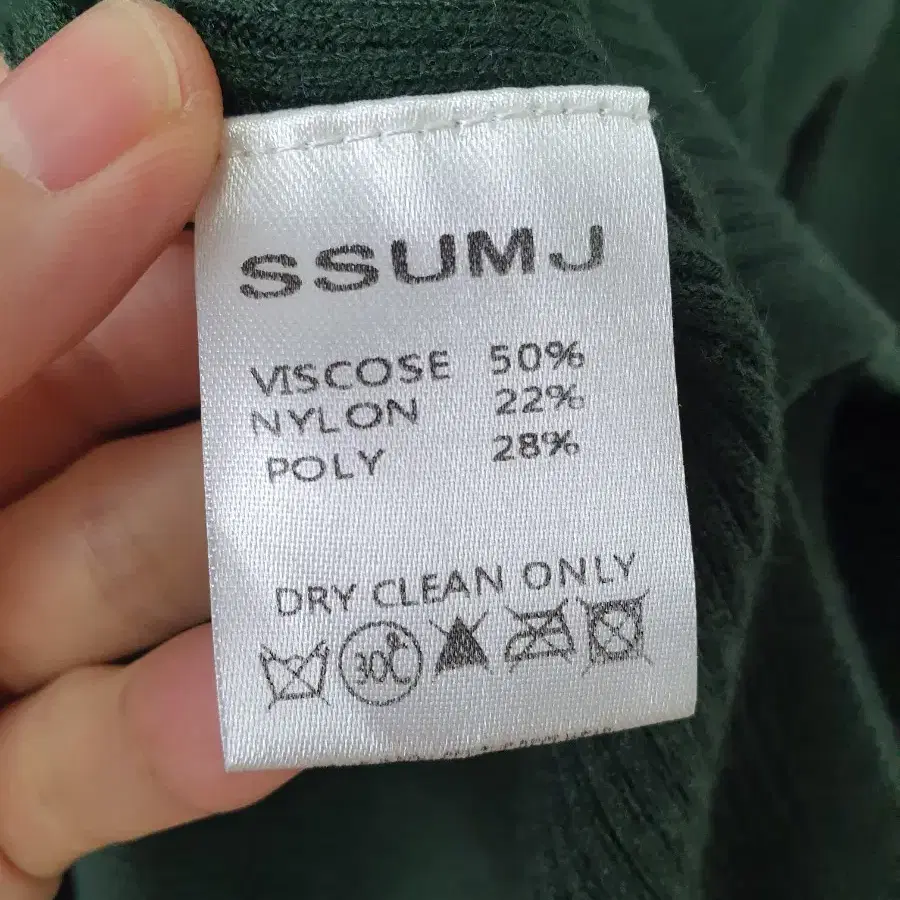 SSUMJ
VISCOSE 50%
NYLON 22%
POLY 28%
DRY CLEAN ONLY
30℃